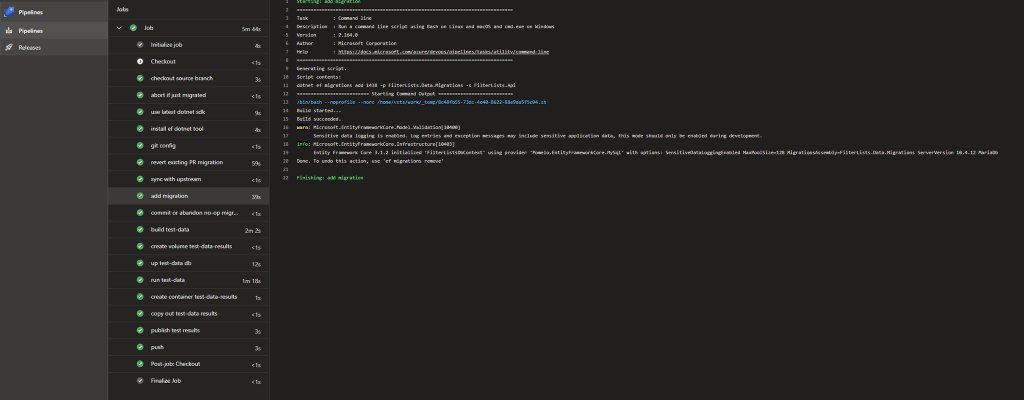 Pipelines
Pipelines
Releases
Jobs
Job 5m 44s
Initialize job 4s
Checkout <1s
checkout source branch 3s
abort if just migrated <1s
use latest dotnet sdk 9s
install ef dotnet tool 4s
git config <1s
revert existing PR migration 59s
sync with upstream <1s
add migration 39s
commit or abandon no-op migr... <1s
build test-data 2m 2s
create volume test-data-results <1s
up test-data db 12s
run test-data 1m 18s
create container test-data-results 1s
copy out test-data results <1s
publish test results 3s
push 3s
Post-job: Checkout <1s
Finalize Job <1s
1 Starting: add migration
2 ==============================================================================
3 Task : Command line
4 Description : Run a command line script using Bash on Linux and macOS and cmd.exe on Windows
5 Version : 2.164.0
6 Author : Microsoft Corporation
7 Help : https://docs.microsoft.com/azure/devops/pipelines/tasks/utility/command-line
8 ==============================================================================
9 Generating script.
10 Script contents:
11 dotnet ef migrations add 1438 -p FilterLists.Data.Migrations -s FilterLists.Api
12 ========================== Starting Command Output ===========================
13 /bin/bash --noprofile --norc /home/vsts/work/_temp/
14 Build started...
15 Build succeeded.
16 warn: Microsoft.EntityFrameworkCore.Model.Validation[10400]
17 Sensitive data logging is enabled. Log entries and exception messages may include sensitive application data, this mode should only be enabled during development.
18 info: Microsoft.EntityFrameworkCore.Infrastructure[10403]
19 Entity Framework Core 3.1.2 initialized 'FilterListsDbContext' using provider 'Pomelo.EntityFrameworkCore.MySql' with options: SensitiveDataLoggingEnabled MaxPoolSize=128 MigrationsAssembly=FilterLists.Data.Migrations ServerVersion 10.4.12 MariaDb
20 Done. To undo this action, use 'ef migrations remove'
21
22 Finishing: add migration